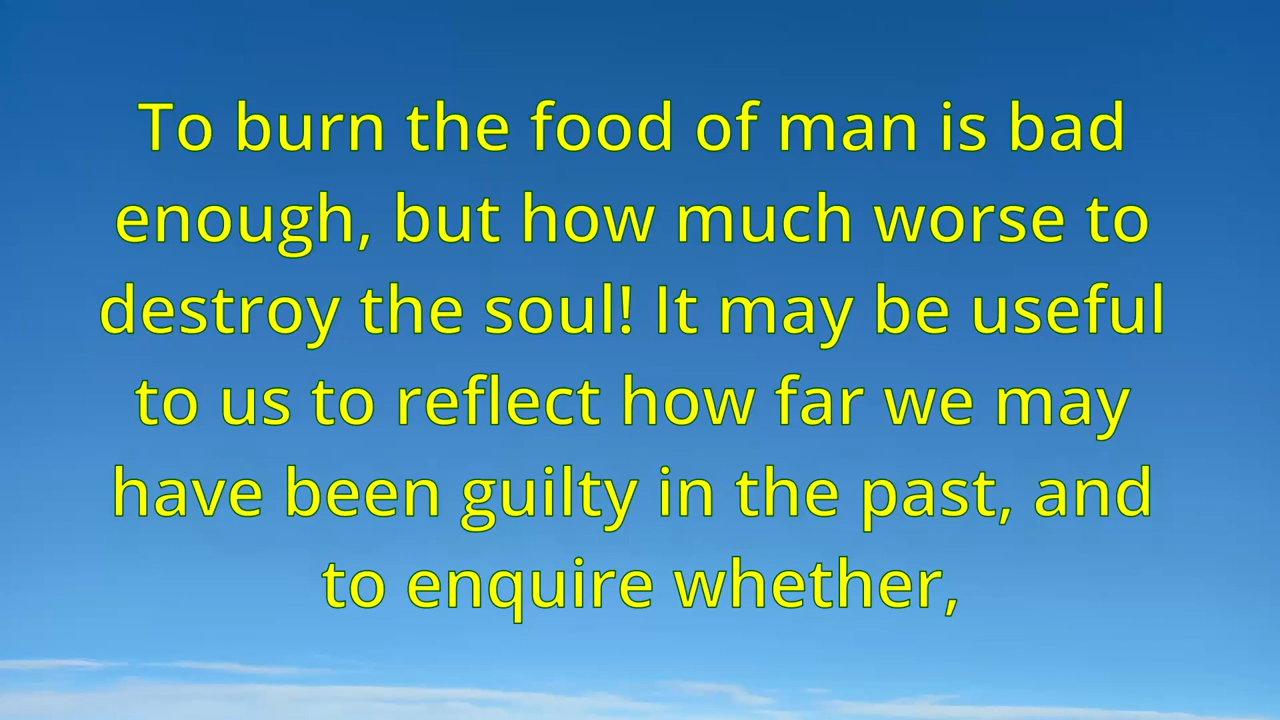 To burn the food of man is bad
enough, but how much worse to
destroy the soul! It may be useful
to us to reflect how far we may
have been guilty in the past, and
to enquire whether,